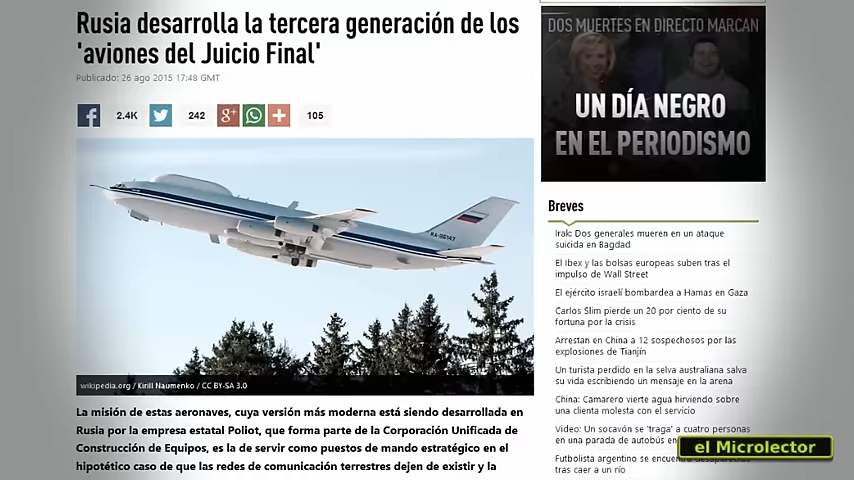 Rusia desarrolla la tercera generación de los
'aviones del Juicio Final'
Publicado: 26 ago 2015 17:48 GMT
2.4K
242
g+
105
RA-86147
wikipedia.org / Kirill Naumenko / CC BY-SA 3.0
La misión de estas aeronaves, cuya versión más moderna está siendo desarrollada en
Rusia por la empresa estatal Poliot, que forma parte de la Corporación Unificada de
Construcción de Equipos, es la de servir como puestos de mando estratégico en el
hipotético caso de que las redes de comunicación terrestres dejen de existir y la
DOS MUERTES EN DIRECTO MARCAN
UN DÍA NEGRO
EN EL PERIODISMO
Breves
Irak: Dos generales mueren en un ataque
suicida en Bagdad
El Ibex y las bolsas europeas suben tras el
impulso de Wall Street
El ejército israelí bombardea a Hamas en Gaza
Carlos Slim pierde un 20 por ciento de su
fortuna por la crisis
Arrestan en China a 12 sospechosos por las
explosiones de Tianjín
Un turista perdido en la selva australiana salva
su vida escribiendo un mensaje en la arena
China: Camarero vierte agua hirviendo sobre
una clienta molesta con el servicio
Video: Un socavón se 'traga' a cuatro personas
en una parada de autobús en
Futbolista argentino se encuentra desaparecido
tras caer a un río
el Microlector